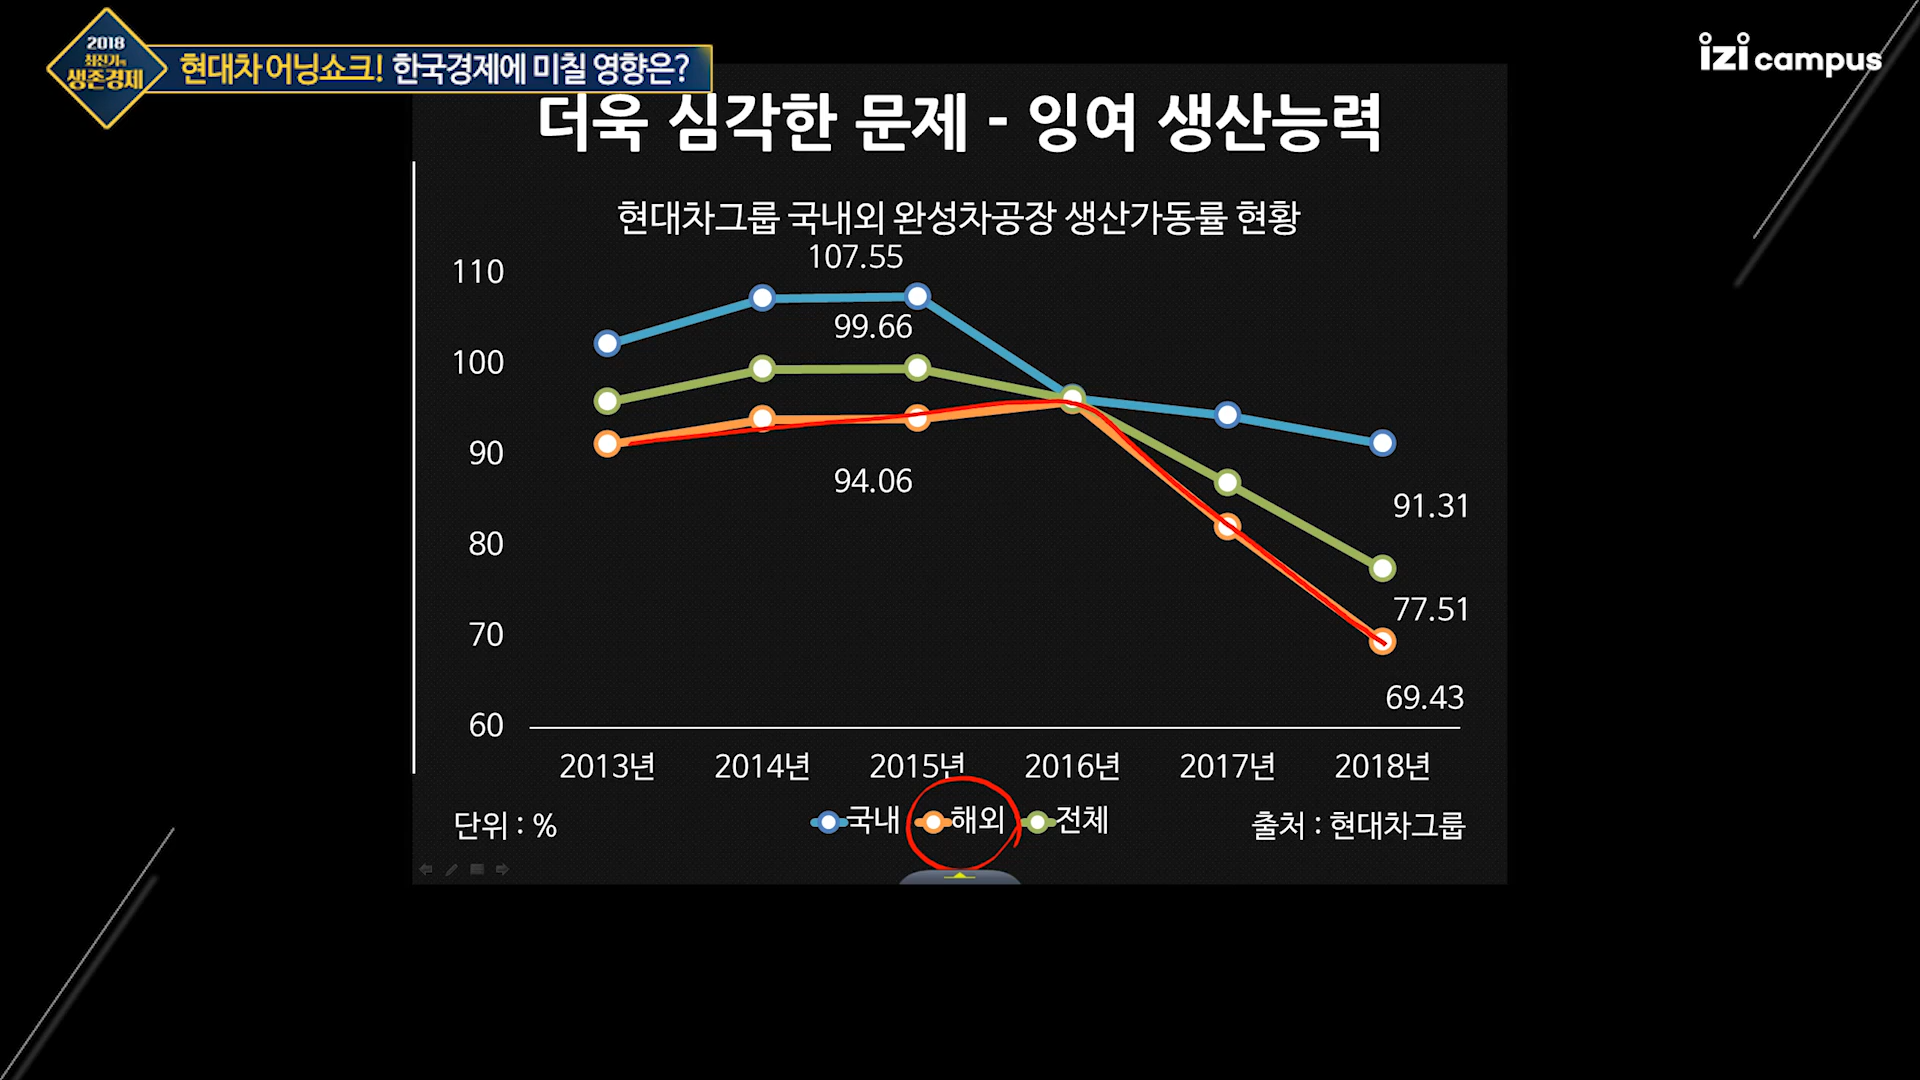 2018
최진기의
생존경제
현대차 어닝쇼크! 한국경제에 미칠 영향은?
izi campus
더욱 심각한 문제 - 잉여 생산능력
현대차그룹 국내외 완성차공장 생산가동률 현황
110
100
90
80
70
60
107.55
99.66
94.06
91.31
77.51
69.43
2013년 2014년 2015년 2016년 2017년 2018년
단위 : %
국내 해외 전체
출처 : 현대차그룹